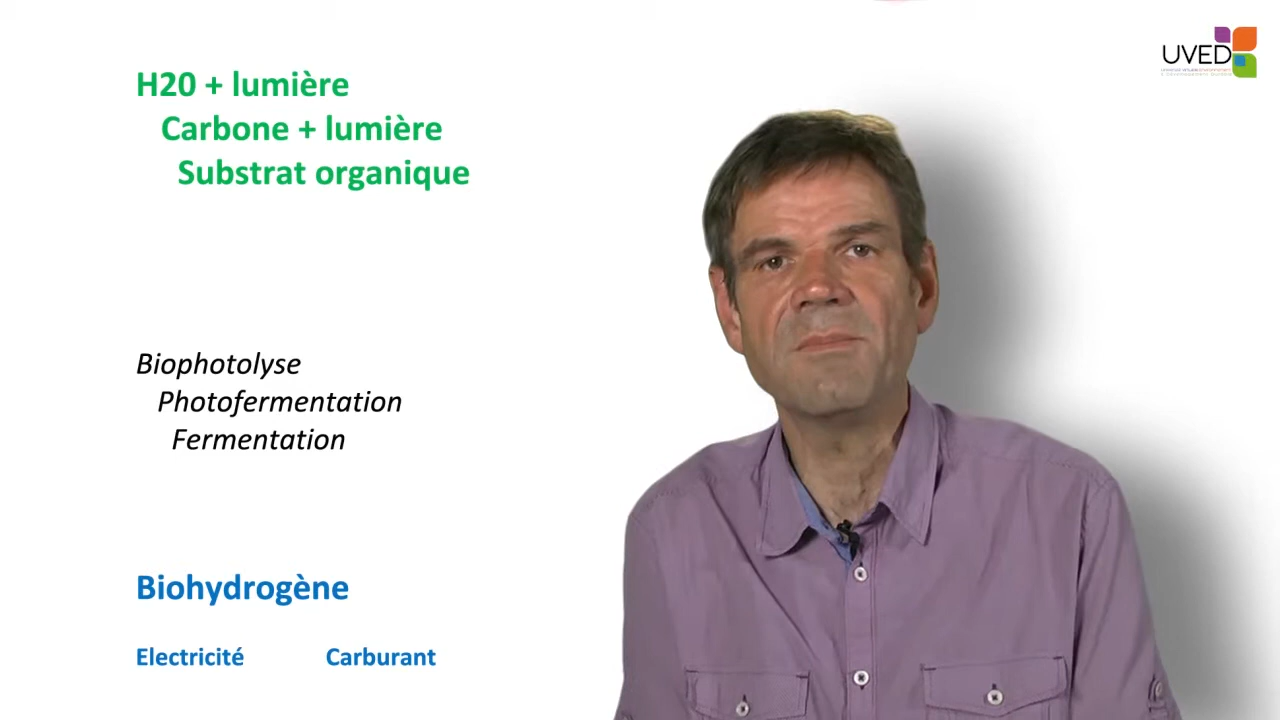 H20 + lumière
Carbone + lumière
Substrat organique
Biophotolyse
Photofermentation
Fermentation
Biohydrogène
Electricité Carburant
UVED